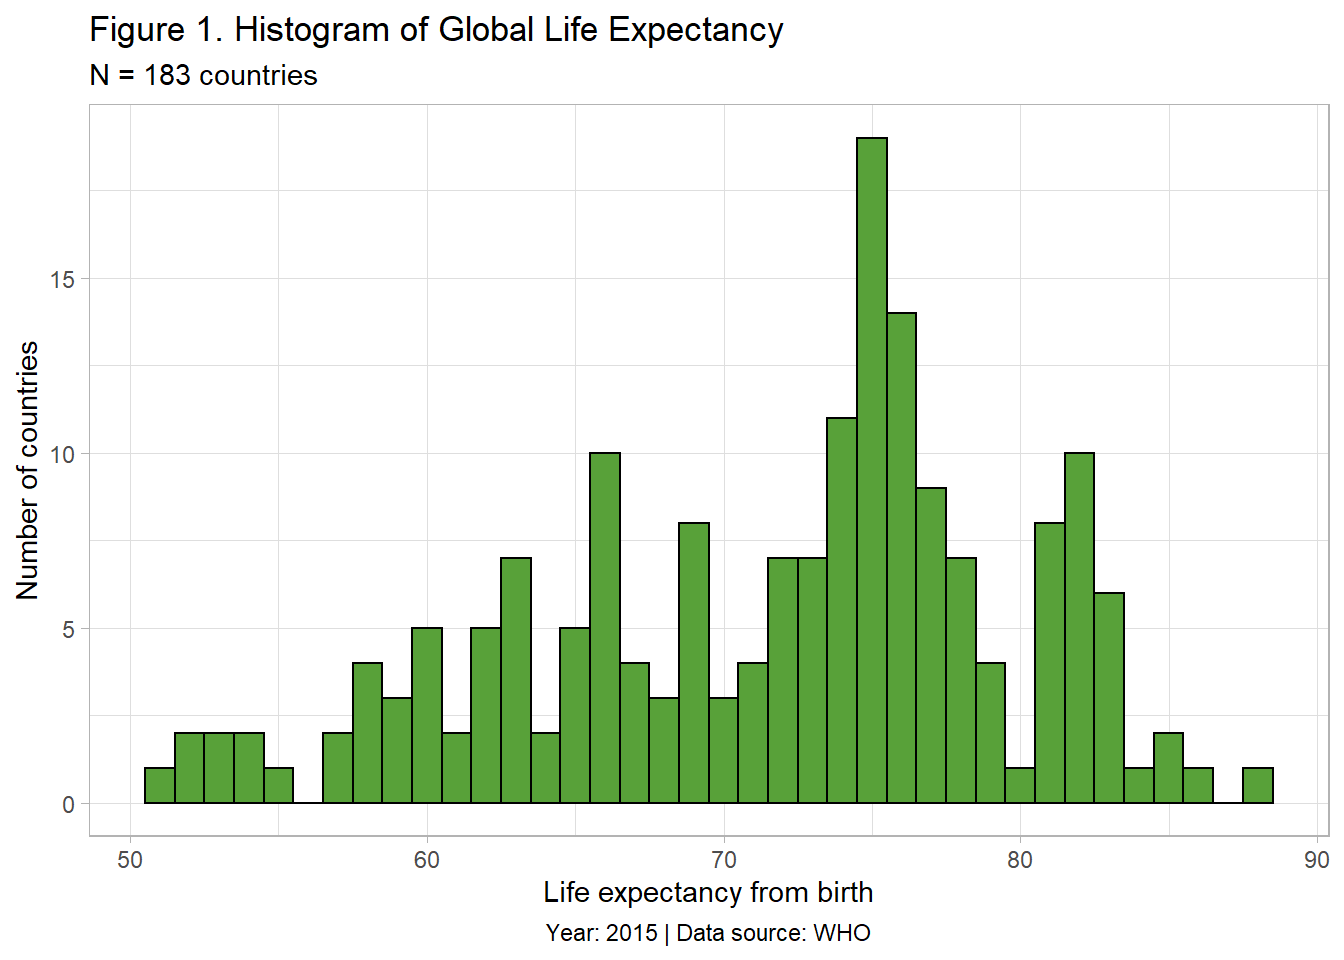 Figure 1. Histogram of Global Life Expectancy
N = 183 countries
Number of countries
15
10
5
0
50 60 70 80 90
Life expectancy from birth
Year: 2015 | Data source: WHO